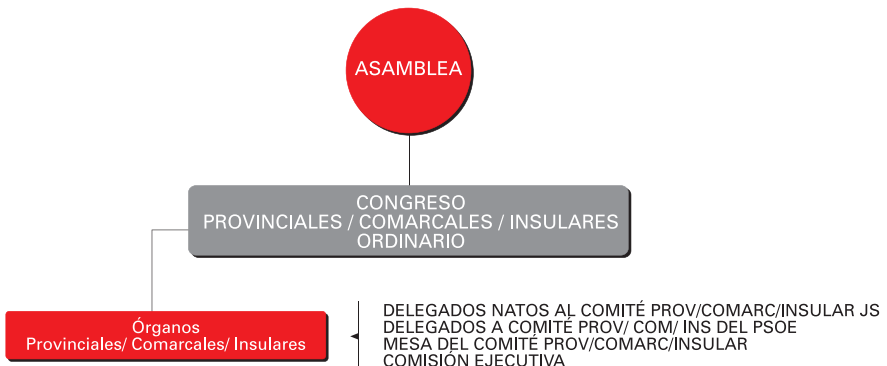 ASAMBLEA
CONGRESO
PROVINCIALES / COMARCALES / INSULARES
ORDINARIO
Órganos
Provinciales/ Comarcales/ Insulares
DELEGADOS NATOS AL COMITÉ PROV/COMARC/INSULAR JS
DELEGADOS A COMITÉ PROV/ COM/ INS DEL PSOE
MESA DEL COMITÉ PROV/COMARC/INSULAR
COMISIÓN EJECUTIVA